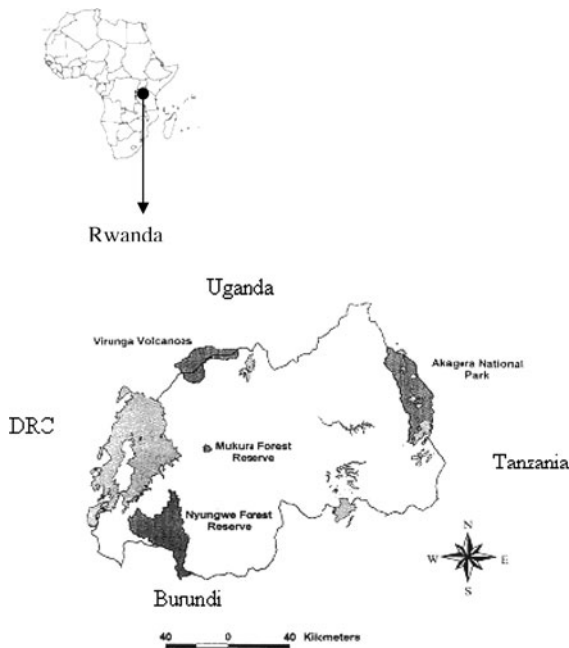 Rwanda
Uganda
Virunga Volcanoes
Akagera National
Park
DRC
Mukura Forest
Reserve
Tanzania
Nyungwe Forest
Reserve
N
W E
S
Burundi
40 0 40 Kilometers